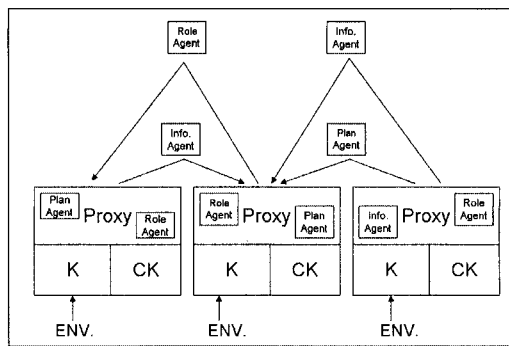 Role
Agent
Info.
Agent
Info.
Agent
Plan
Agent
Plan
Agent
Proxy
Role
Agent
Role
Agent
Proxy
Plan
Agent
Info.
Agent
Proxy
Role
Agent
K
CK
K
CK
K
CK
ENV.
ENV.
ENV.